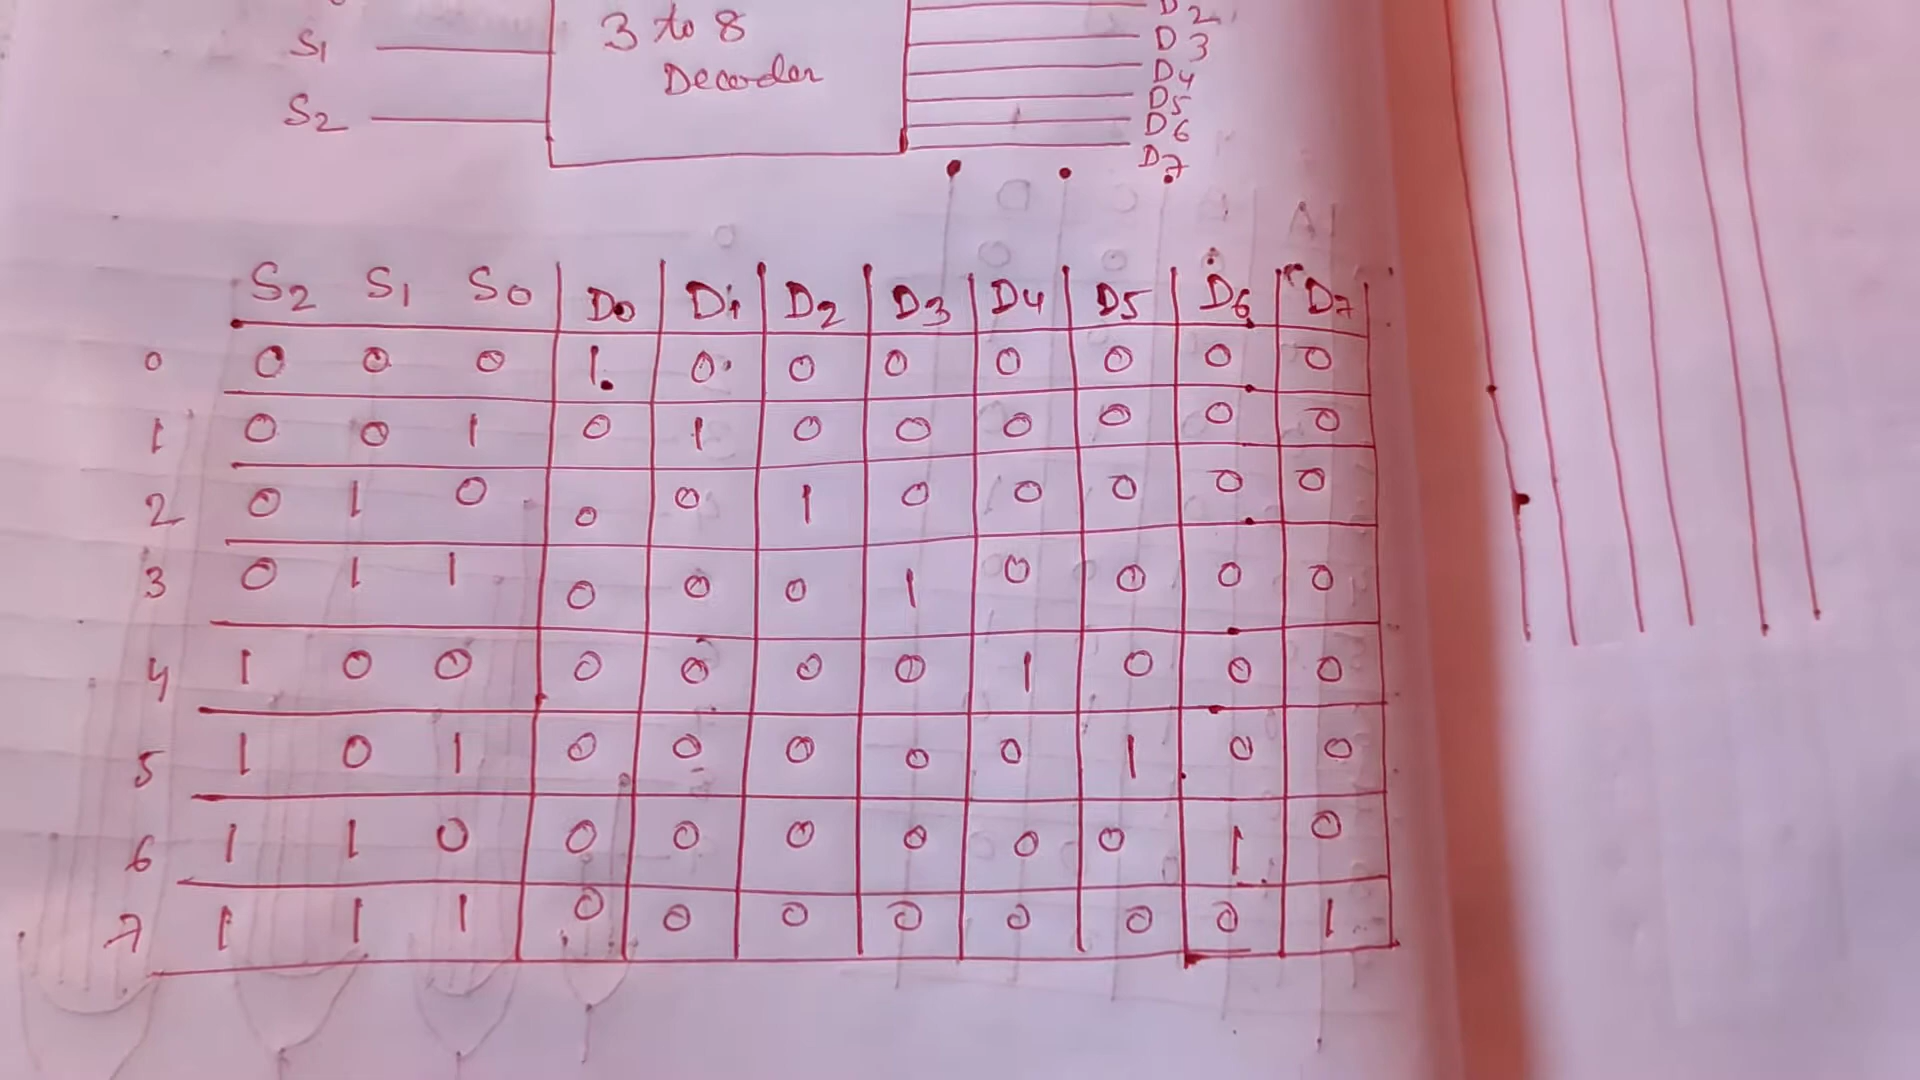 D2
S1 3 to 8 D3
Decoder D4
D5
S2 D6
D7
S2 S1 S0 D0 D1 D2 D3 D4 D5 D6 D7
0 0 0 0 1 0 0 0 0 0 0 0
1 0 0 1 0 1 0 0 0 0 0 0
2 0 1 0 0 0 1 0 0 0 0 0
3 0 1 1 0 0 0 1 0 0 0 0
4 1 0 0 0 0 0 0 1 0 0 0
5 1 0 1 0 0 0 0 0 1 0 0
6 1 1 0 0 0 0 0 0 0 1 0
7 1 1 1 0 0 0 0 0 0 0 1